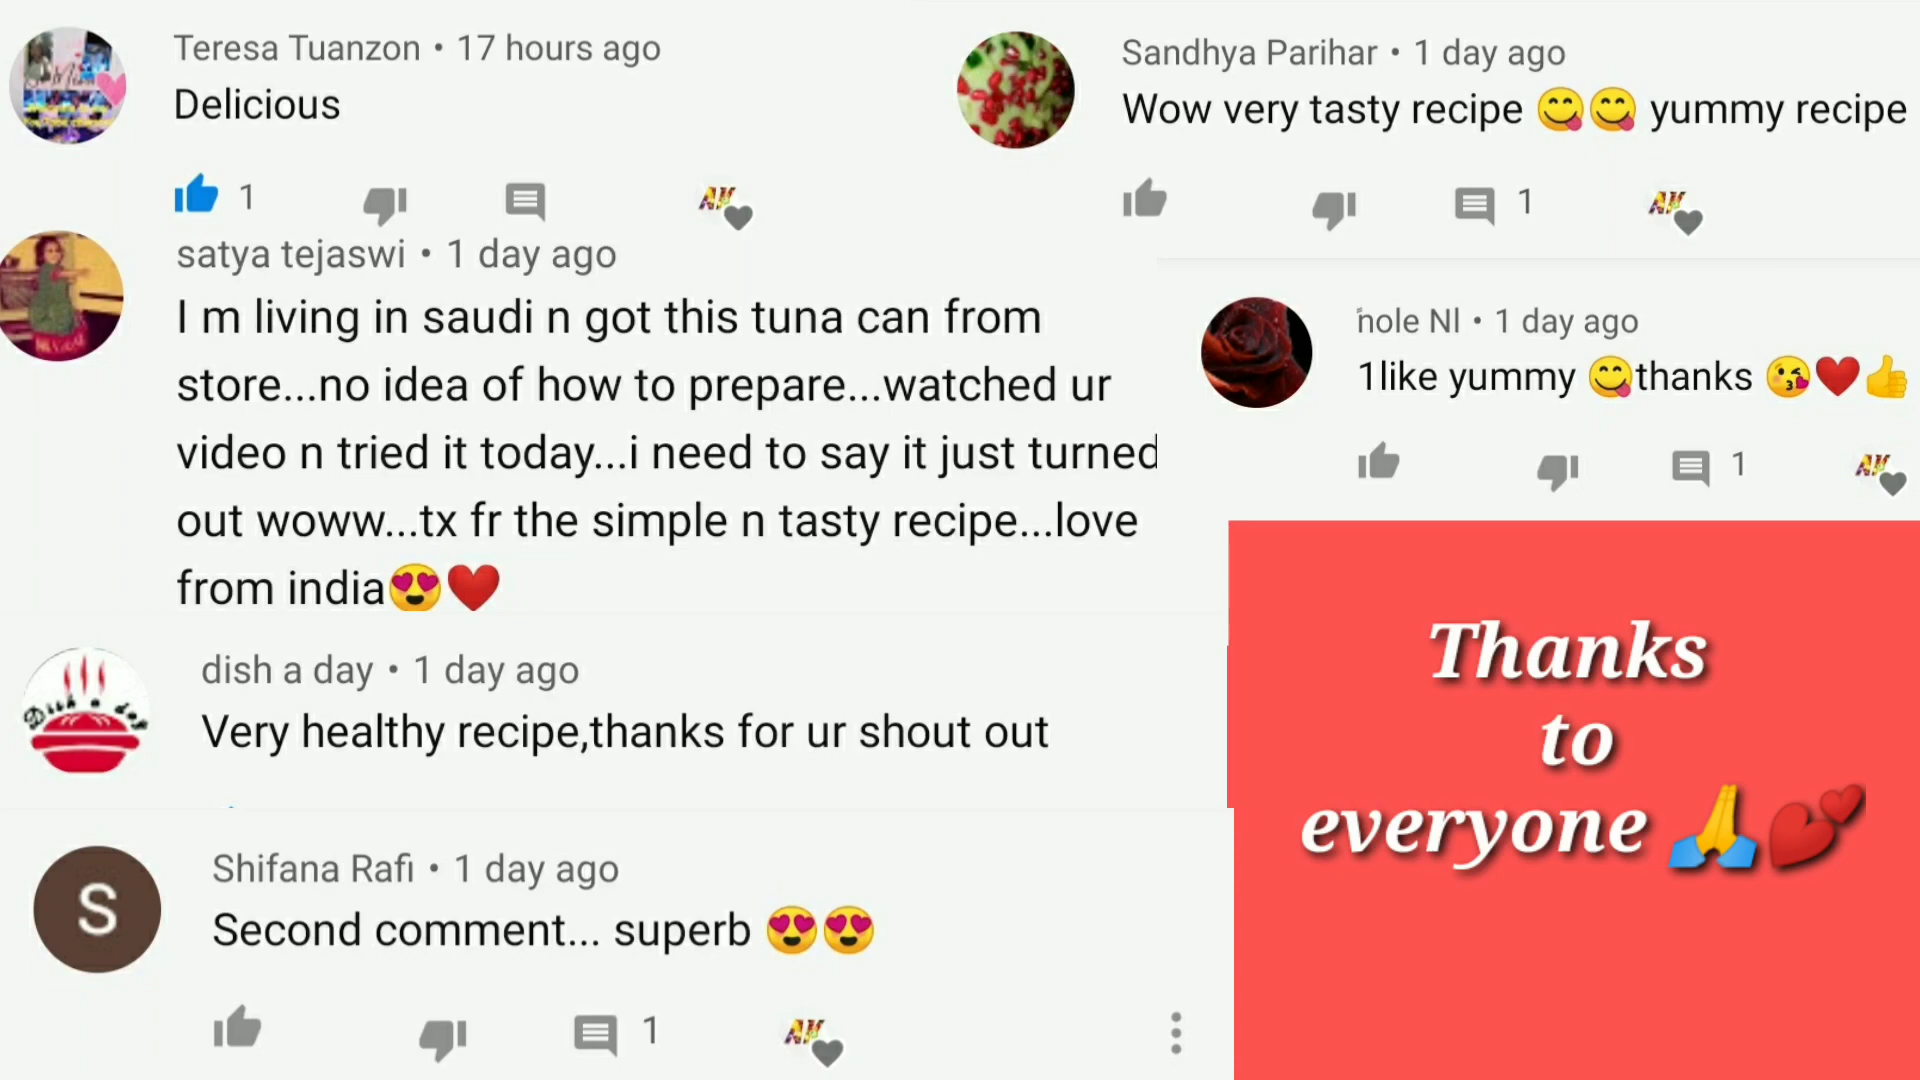 Teresa Tuanzon • 17 hours ago
Delicious
1
satya tejaswi • 1 day ago
I m living in saudi n got this tuna can from
store...no idea of how to prepare...watched ur
video n tried it today...i need to say it just turned
out woww...tx fr the simple n tasty recipe...love
from india😍❤️
dish a day • 1 day ago
Very healthy recipe,thanks for ur shout out
Dish a day
Shifana Rafi • 1 day ago
S
Second comment... superb 😍😍
1
Sandhya Parihar • 1 day ago
Wow very tasty recipe 😋😋 yummy recipe
1
hole Nl • 1 day ago
1like yummy 😋thanks 😘❤️👍
1
Thanks
to
everyone 🙏💕